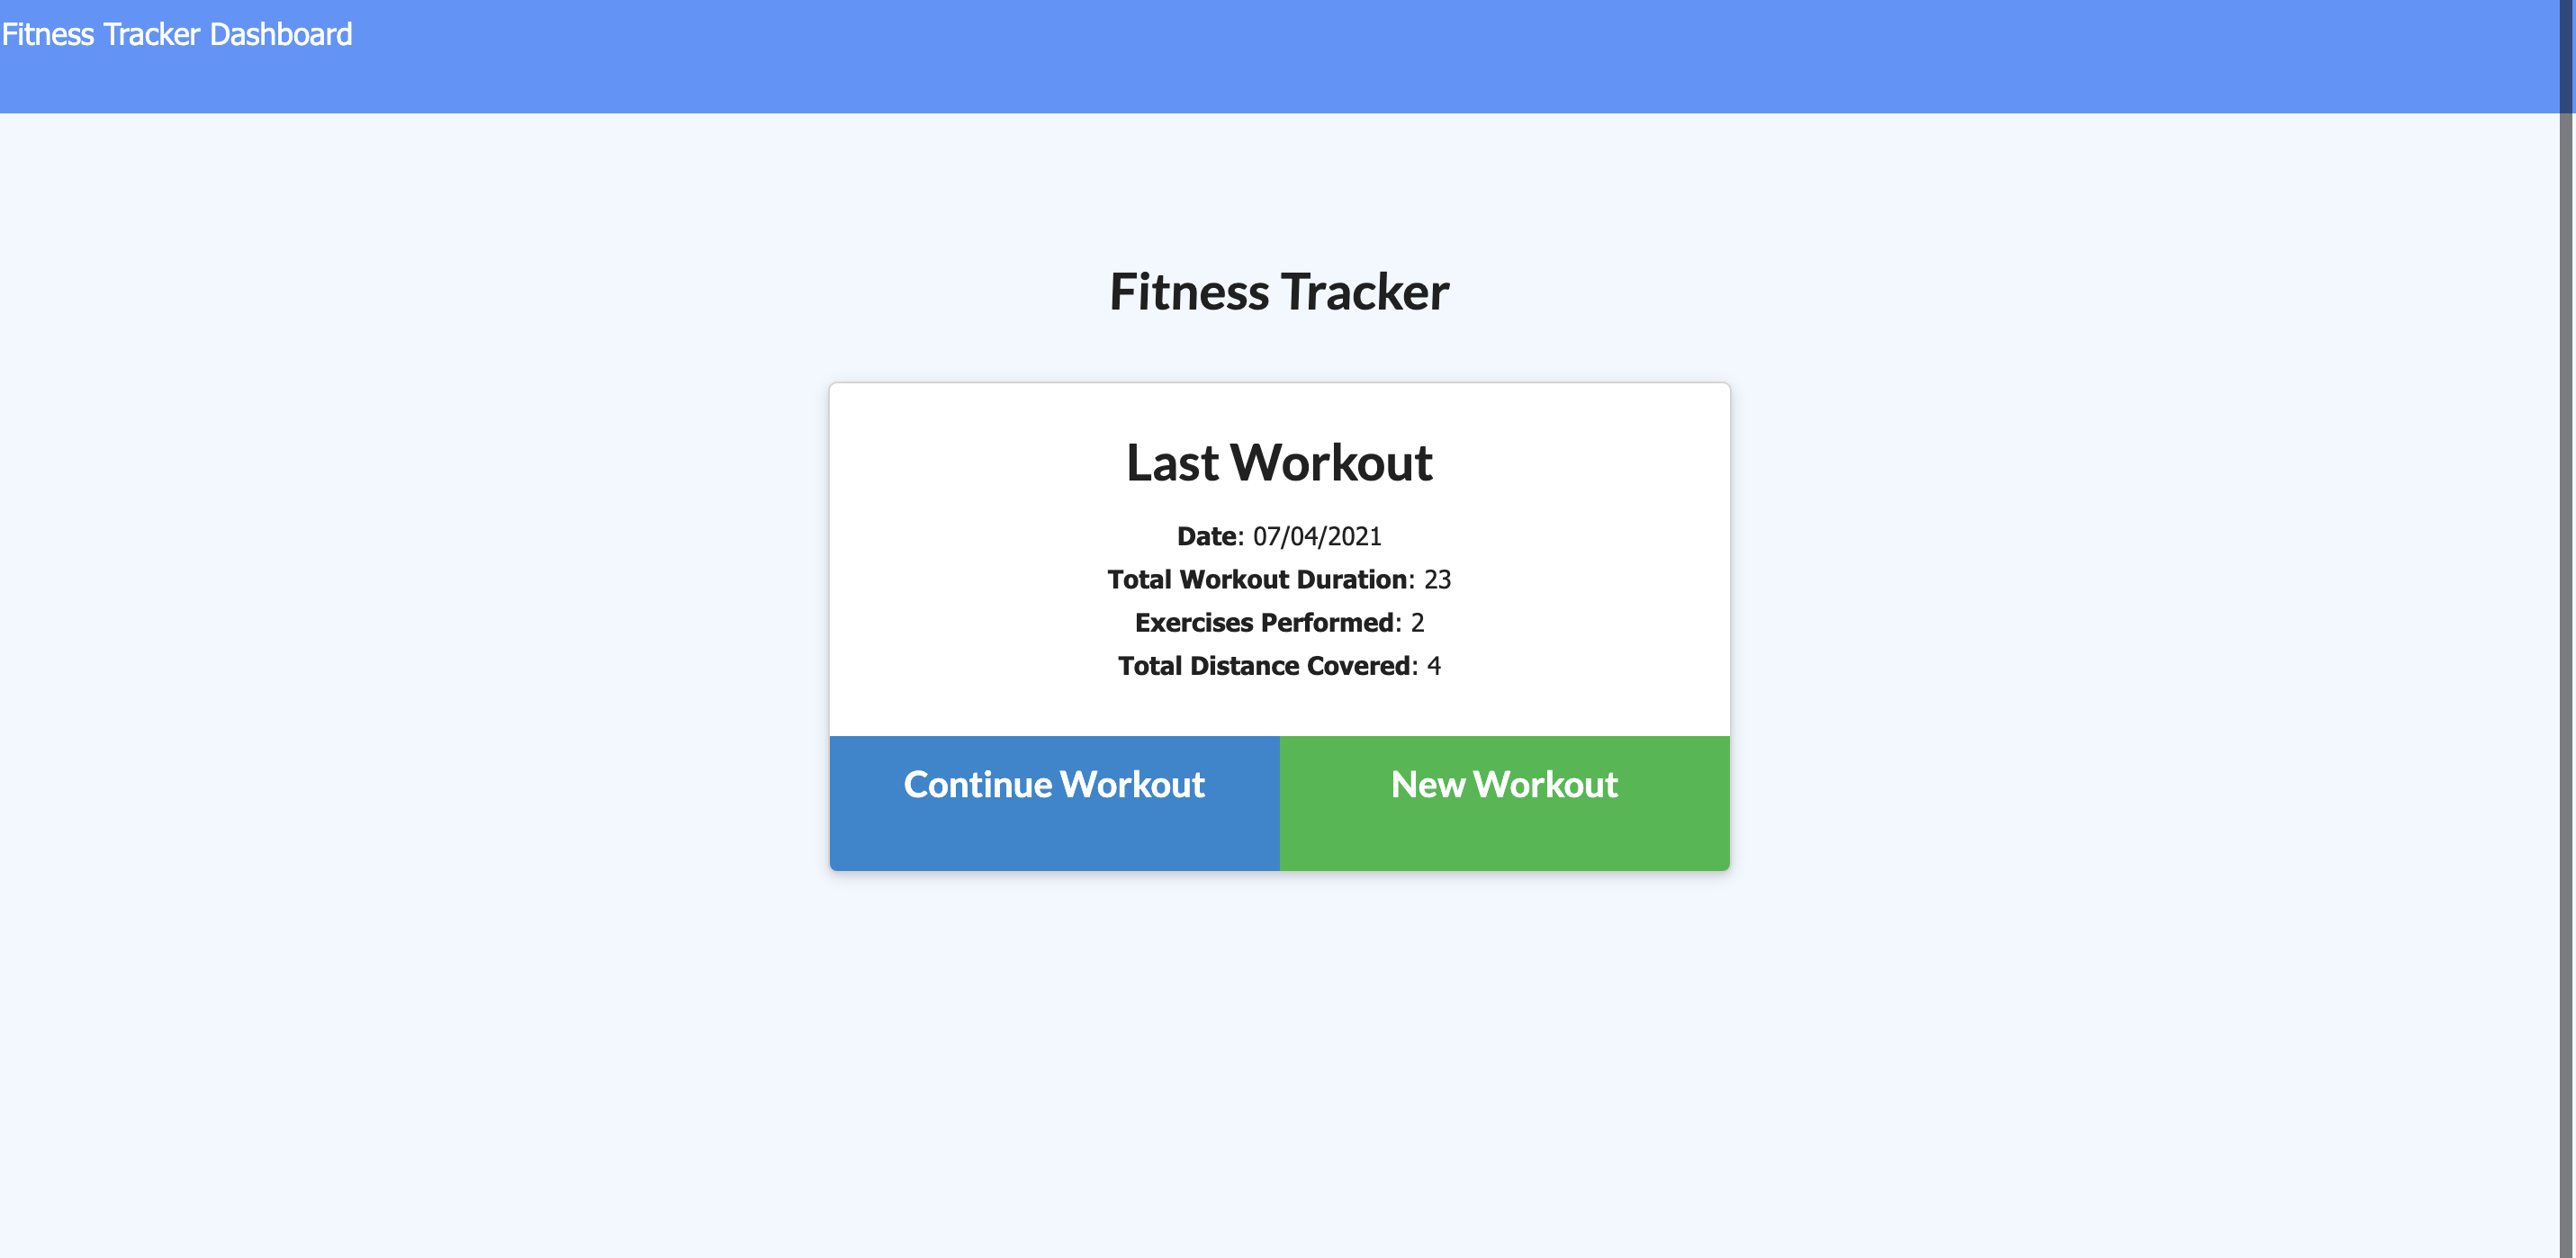 Fitness Tracker Dashboard
Fitness Tracker
Last Workout
Date: 07/04/2021
Total Workout Duration: 23
Exercises Performed: 2
Total Distance Covered: 4
Continue Workout
New Workout